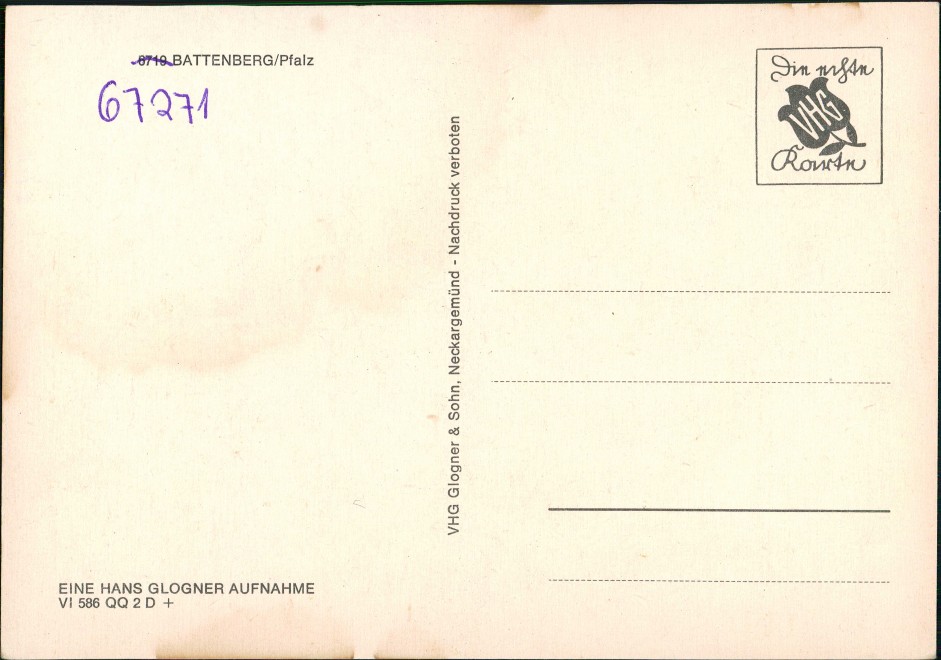 6719 BATTENBERG/Pfalz
67271
EINE HANS GLOGNER AUFNAHME
VI 586 QQ 2 D +
VHG Glogner & Sohn, Neckargemünd - Nachdruck verboten
Die echte
VHG
Karte